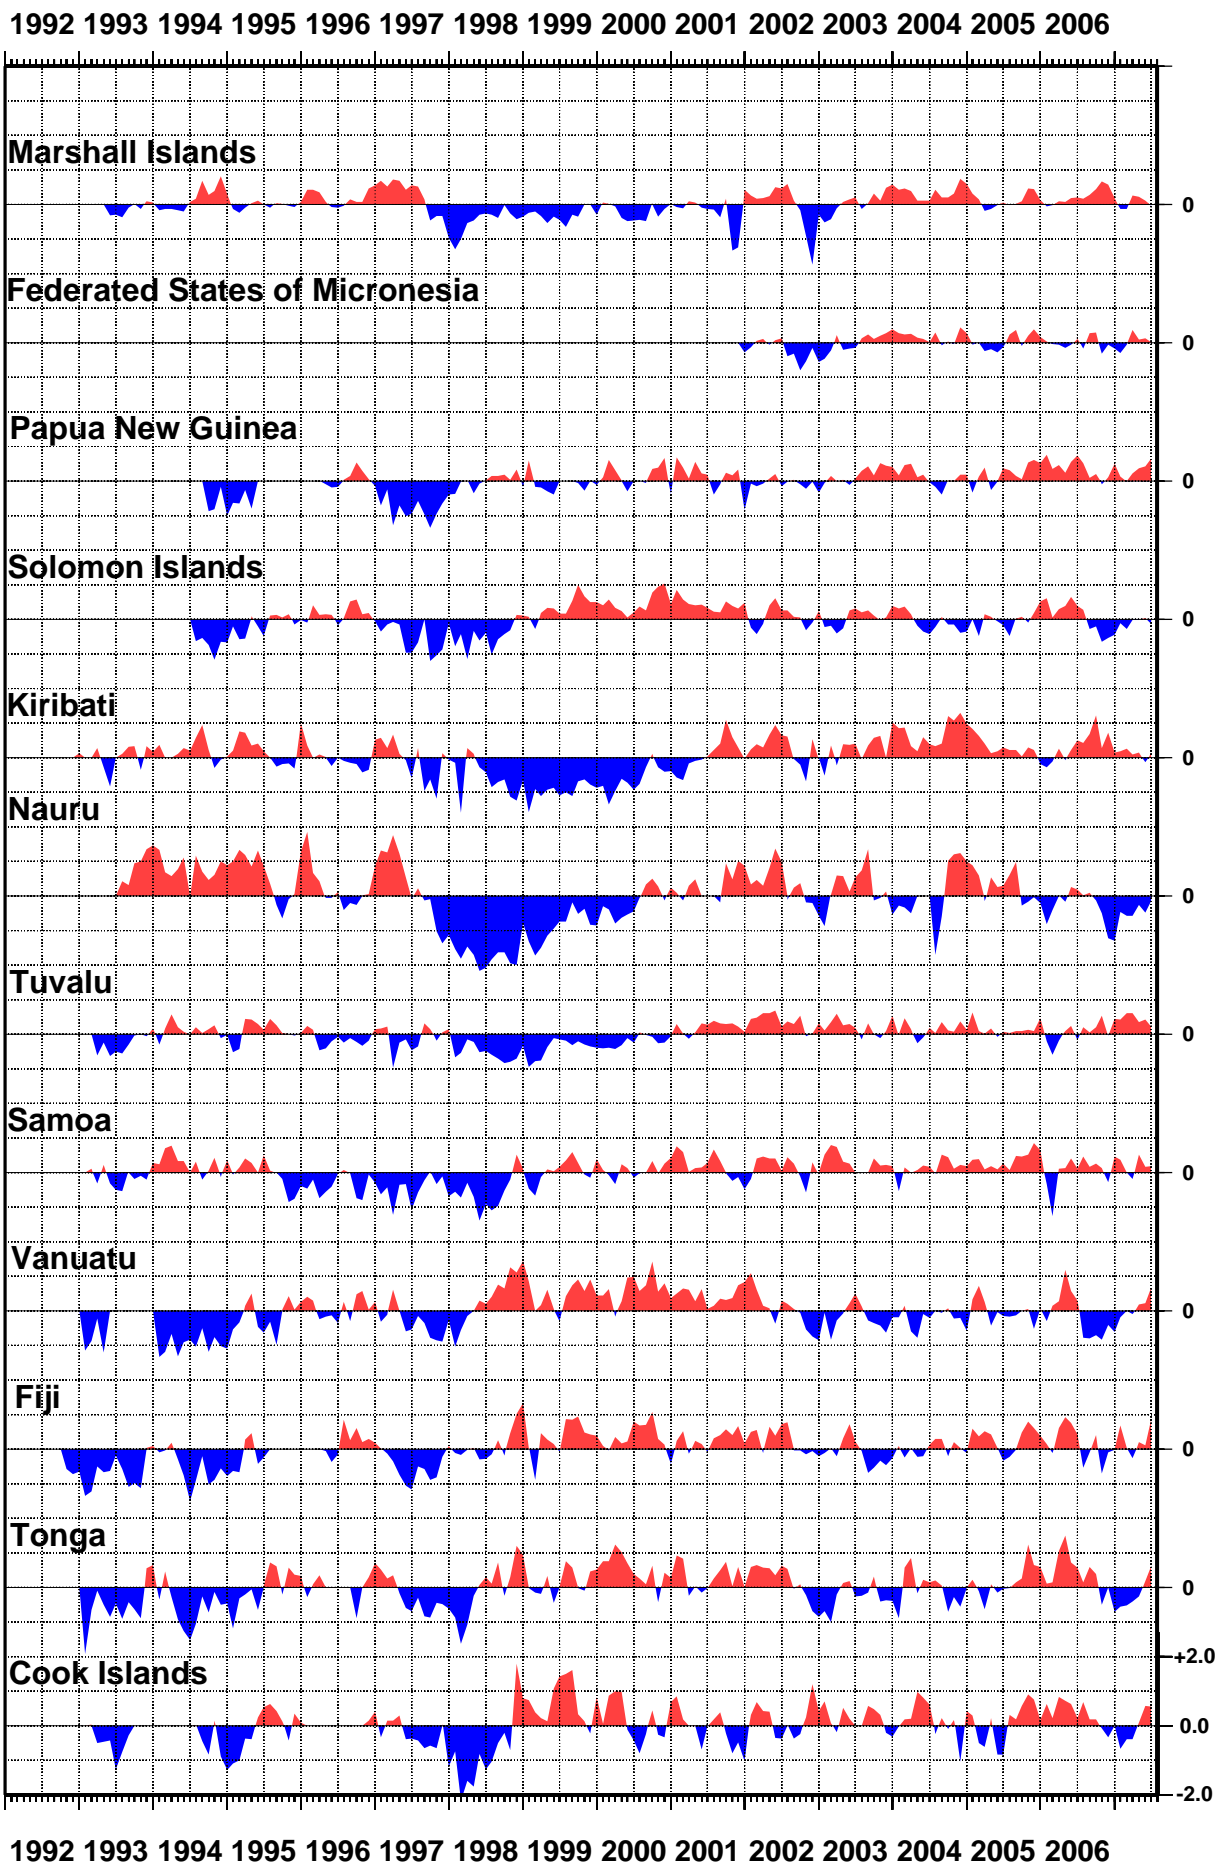 1992 1993 1994 1995 1996 1997 1998 1999 2000 2001 2002 2003 2004 2005 2006
Marshall Islands
0
Federated States of Micronesia
0
Papua New Guinea
0
Solomon Islands
0
Kiribati
0
Nauru
0
Tuvalu
0
Samoa
0
Vanuatu
0
Fiji
0
Tonga
0
+2.0
Cook Islands
0.0
-2.0
1992 1993 1994 1995 1996 1997 1998 1999 2000 2001 2002 2003 2004 2005 2006